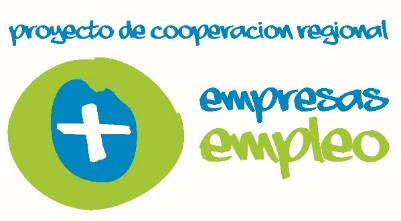 proyecto de cooperacion regional
+
empresas
empleo